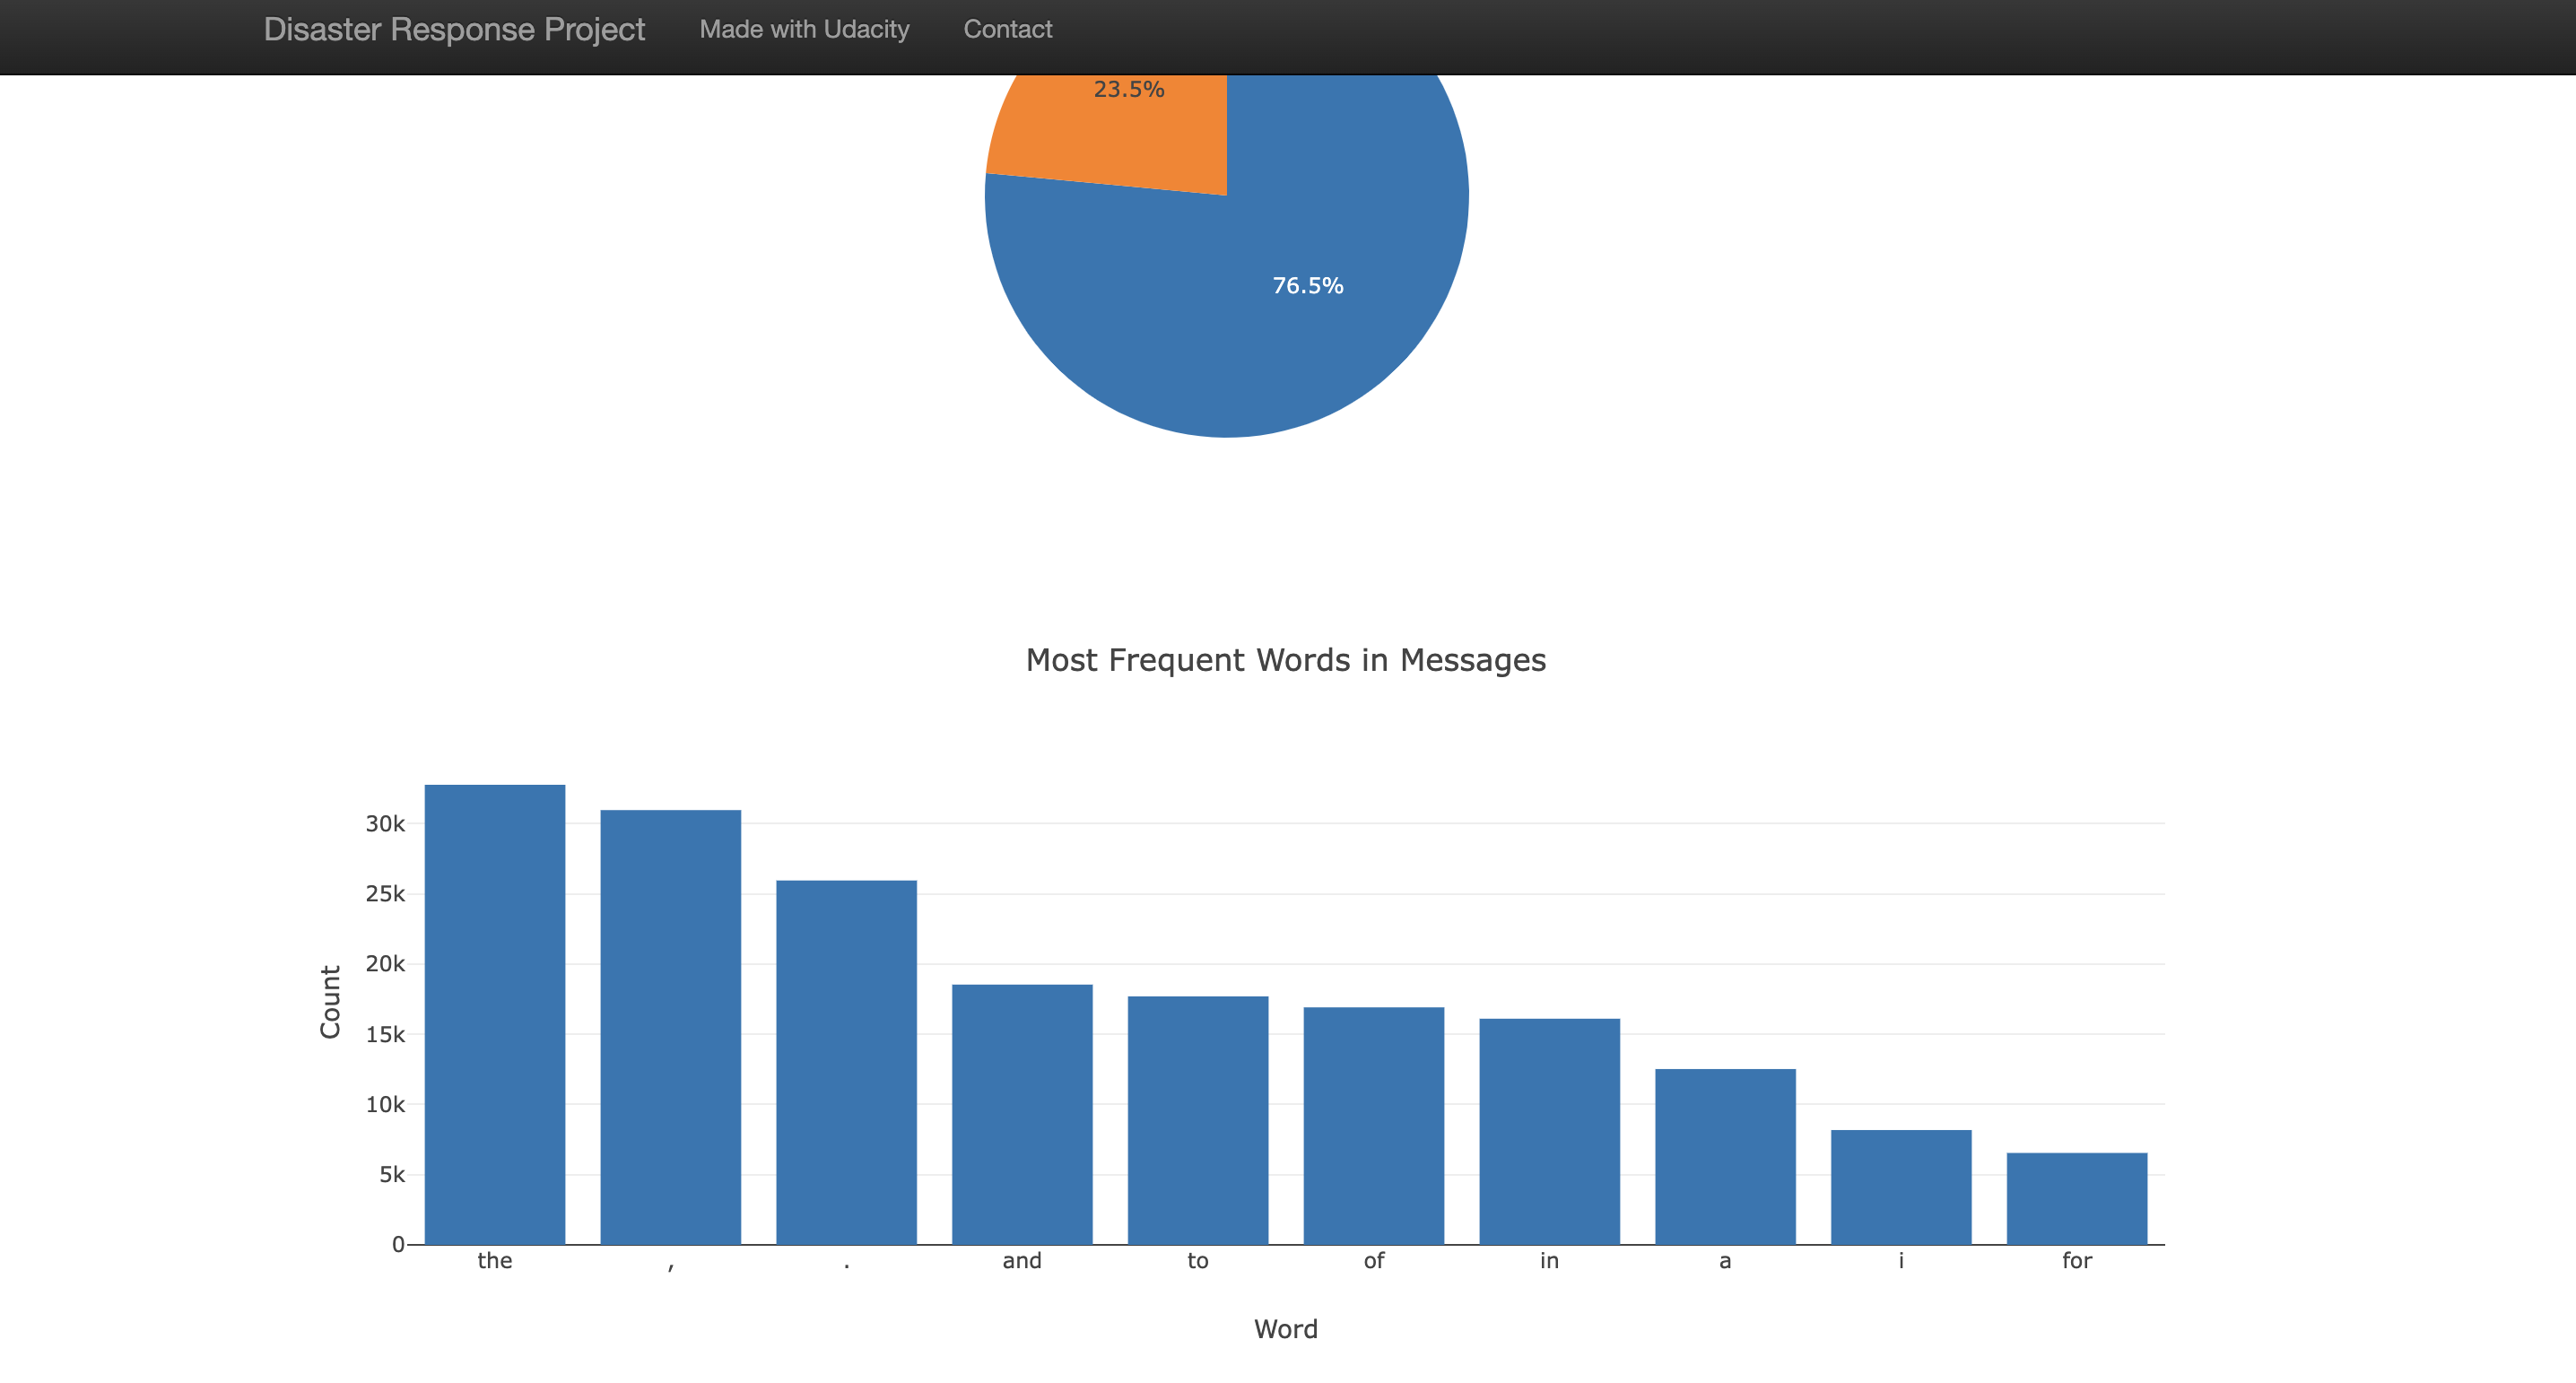 Disaster Response Project Made with Udacity Contact
23.5%
76.5%
Most Frequent Words in Messages
30k
25k
20k
15k
10k
5k
0
Count
the , . and to of in a i for
Word